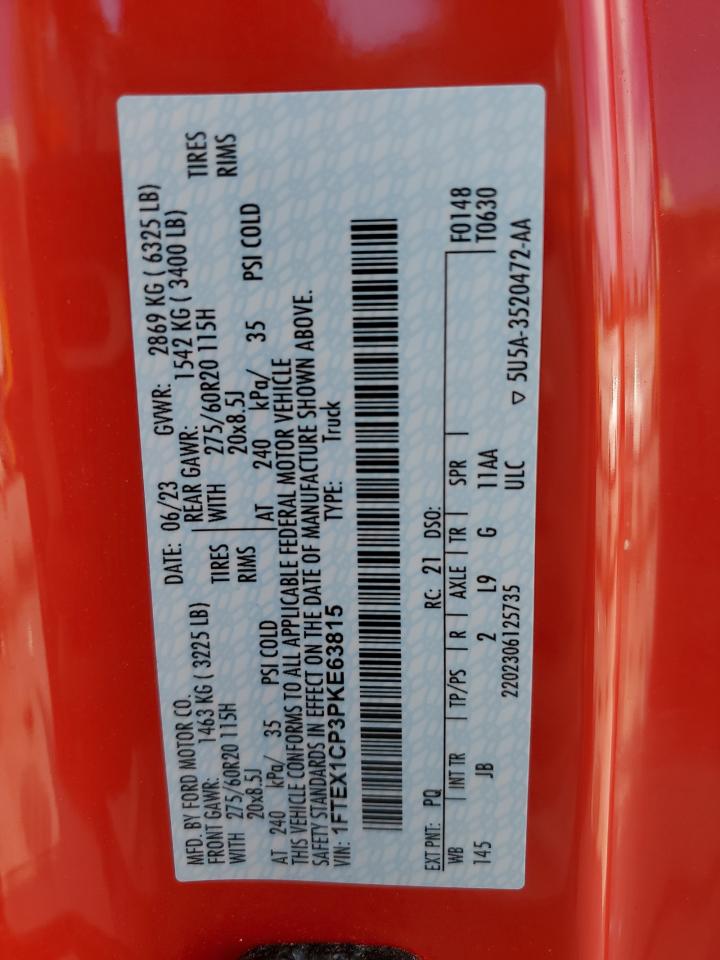 MFD. BY FORD MOTOR CO. DATE: 06/23 GVWR: 2869 KG ( 6325 LB)
FRONT GAWR: 1463 KG ( 3225 LB) REAR GAWR: 1542 KG ( 3400 LB)
WITH 275/60R20 115H TIRES WITH 275/60R20 115H TIRES
20x8.5J RIMS 20x8.5J RIMS
AT 240 kPa/ 35 PSI COLD AT 240 kPa/ 35 PSI COLD
THIS VEHICLE CONFORMS TO ALL APPLICABLE FEDERAL MOTOR VEHICLE
SAFETY STANDARDS IN EFFECT ON THE DATE OF MANUFACTURE SHOWN ABOVE.
VIN: 1FTEX1CP3PKE63815 TYPE: Truck
EXT PNT: PQ RC: 21 DSO: F0148
WB INT TR TP/PS R AXLE TR SPR T0630
145 JB 2 L9 G 11AA
ULC
2202306125735 ▽ 5U5A-3520472-AA